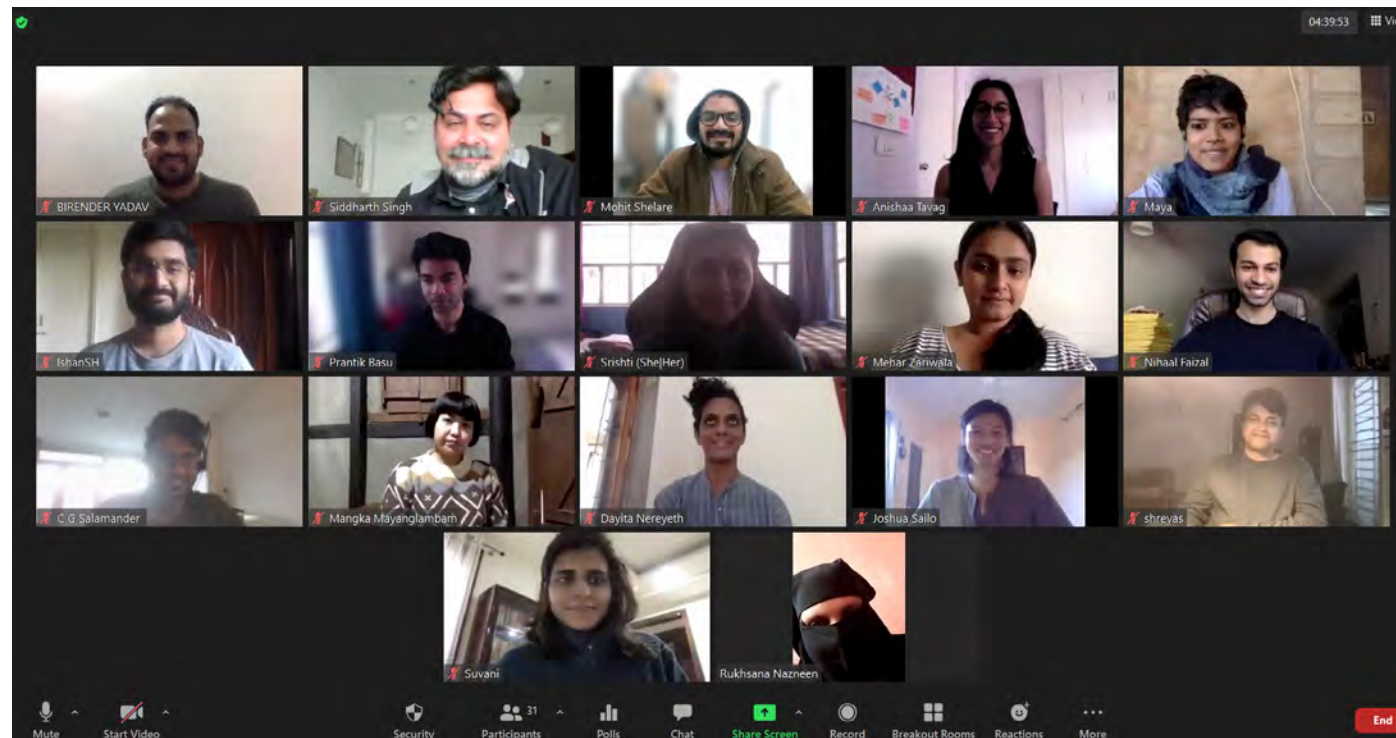 04:39:53 Vi
BIRENDER YADAV
Siddharth Singh
Mohit Shelare
Anishaa Tavag
Maya
IshanSH
Prantik Basu
Srishti (She|Her)
Mehar Zariwala
Nihaal Faizal
C G Salamander
Mangka Mayanglambam
Dayita Nereyeth
Joshua Sailo
shreyas
Suvani
Rukhsana Nazneen
31
Mute
Start Video
Security
Participants
Polls
Chat
Share Screen
Record
Breakout Rooms
Reactions
More
End